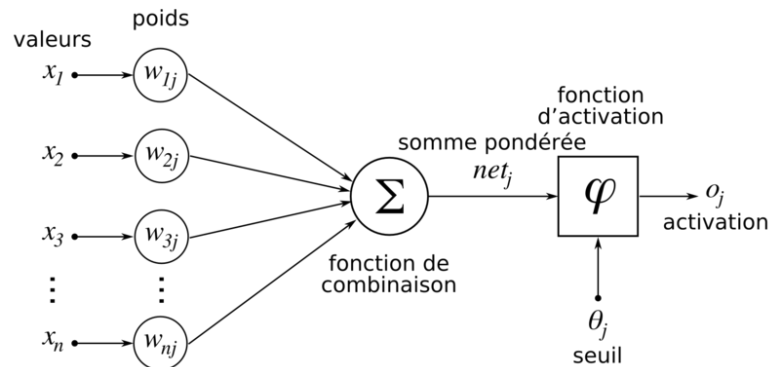 poids
valeurs
x₁
w₁ⱼ
x₂
w₂ⱼ
x₃
w₃ⱼ
⋮
⋮
xₙ
wₙⱼ
Σ
fonction de
combinaison
somme pondérée
netⱼ
fonction
d'activation
φ
oⱼ
activation
θⱼ
seuil